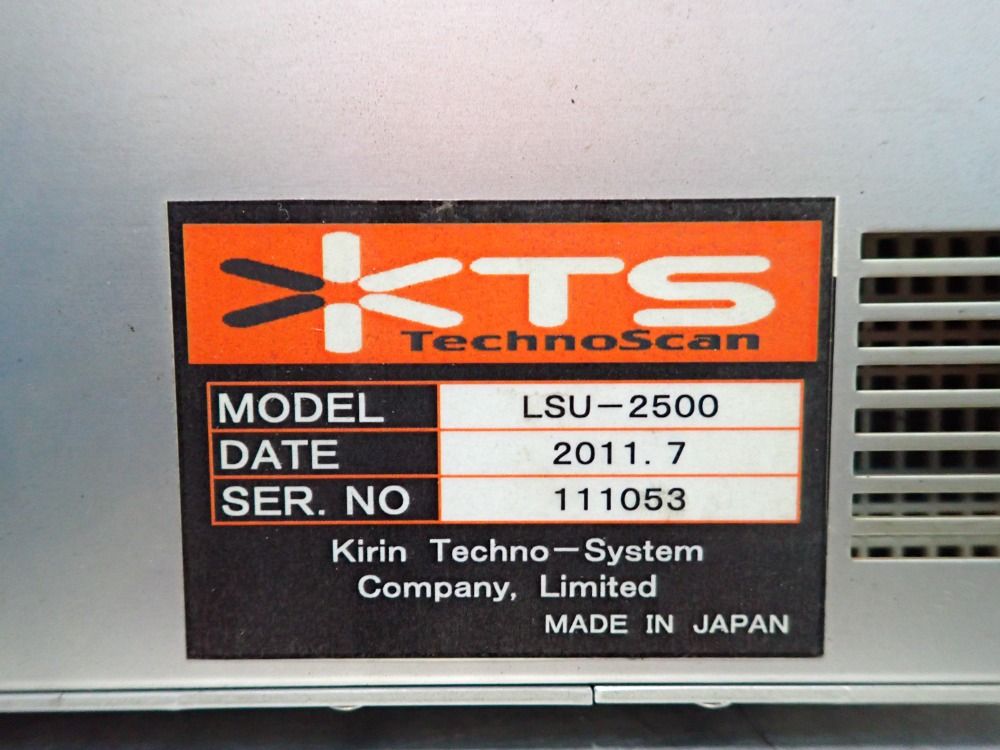 KTS
TechnoScan
MODEL LSU-2500
DATE 2011. 7
SER. NO 111053
Kirin Techno-System
Company, Limited
MADE IN JAPAN